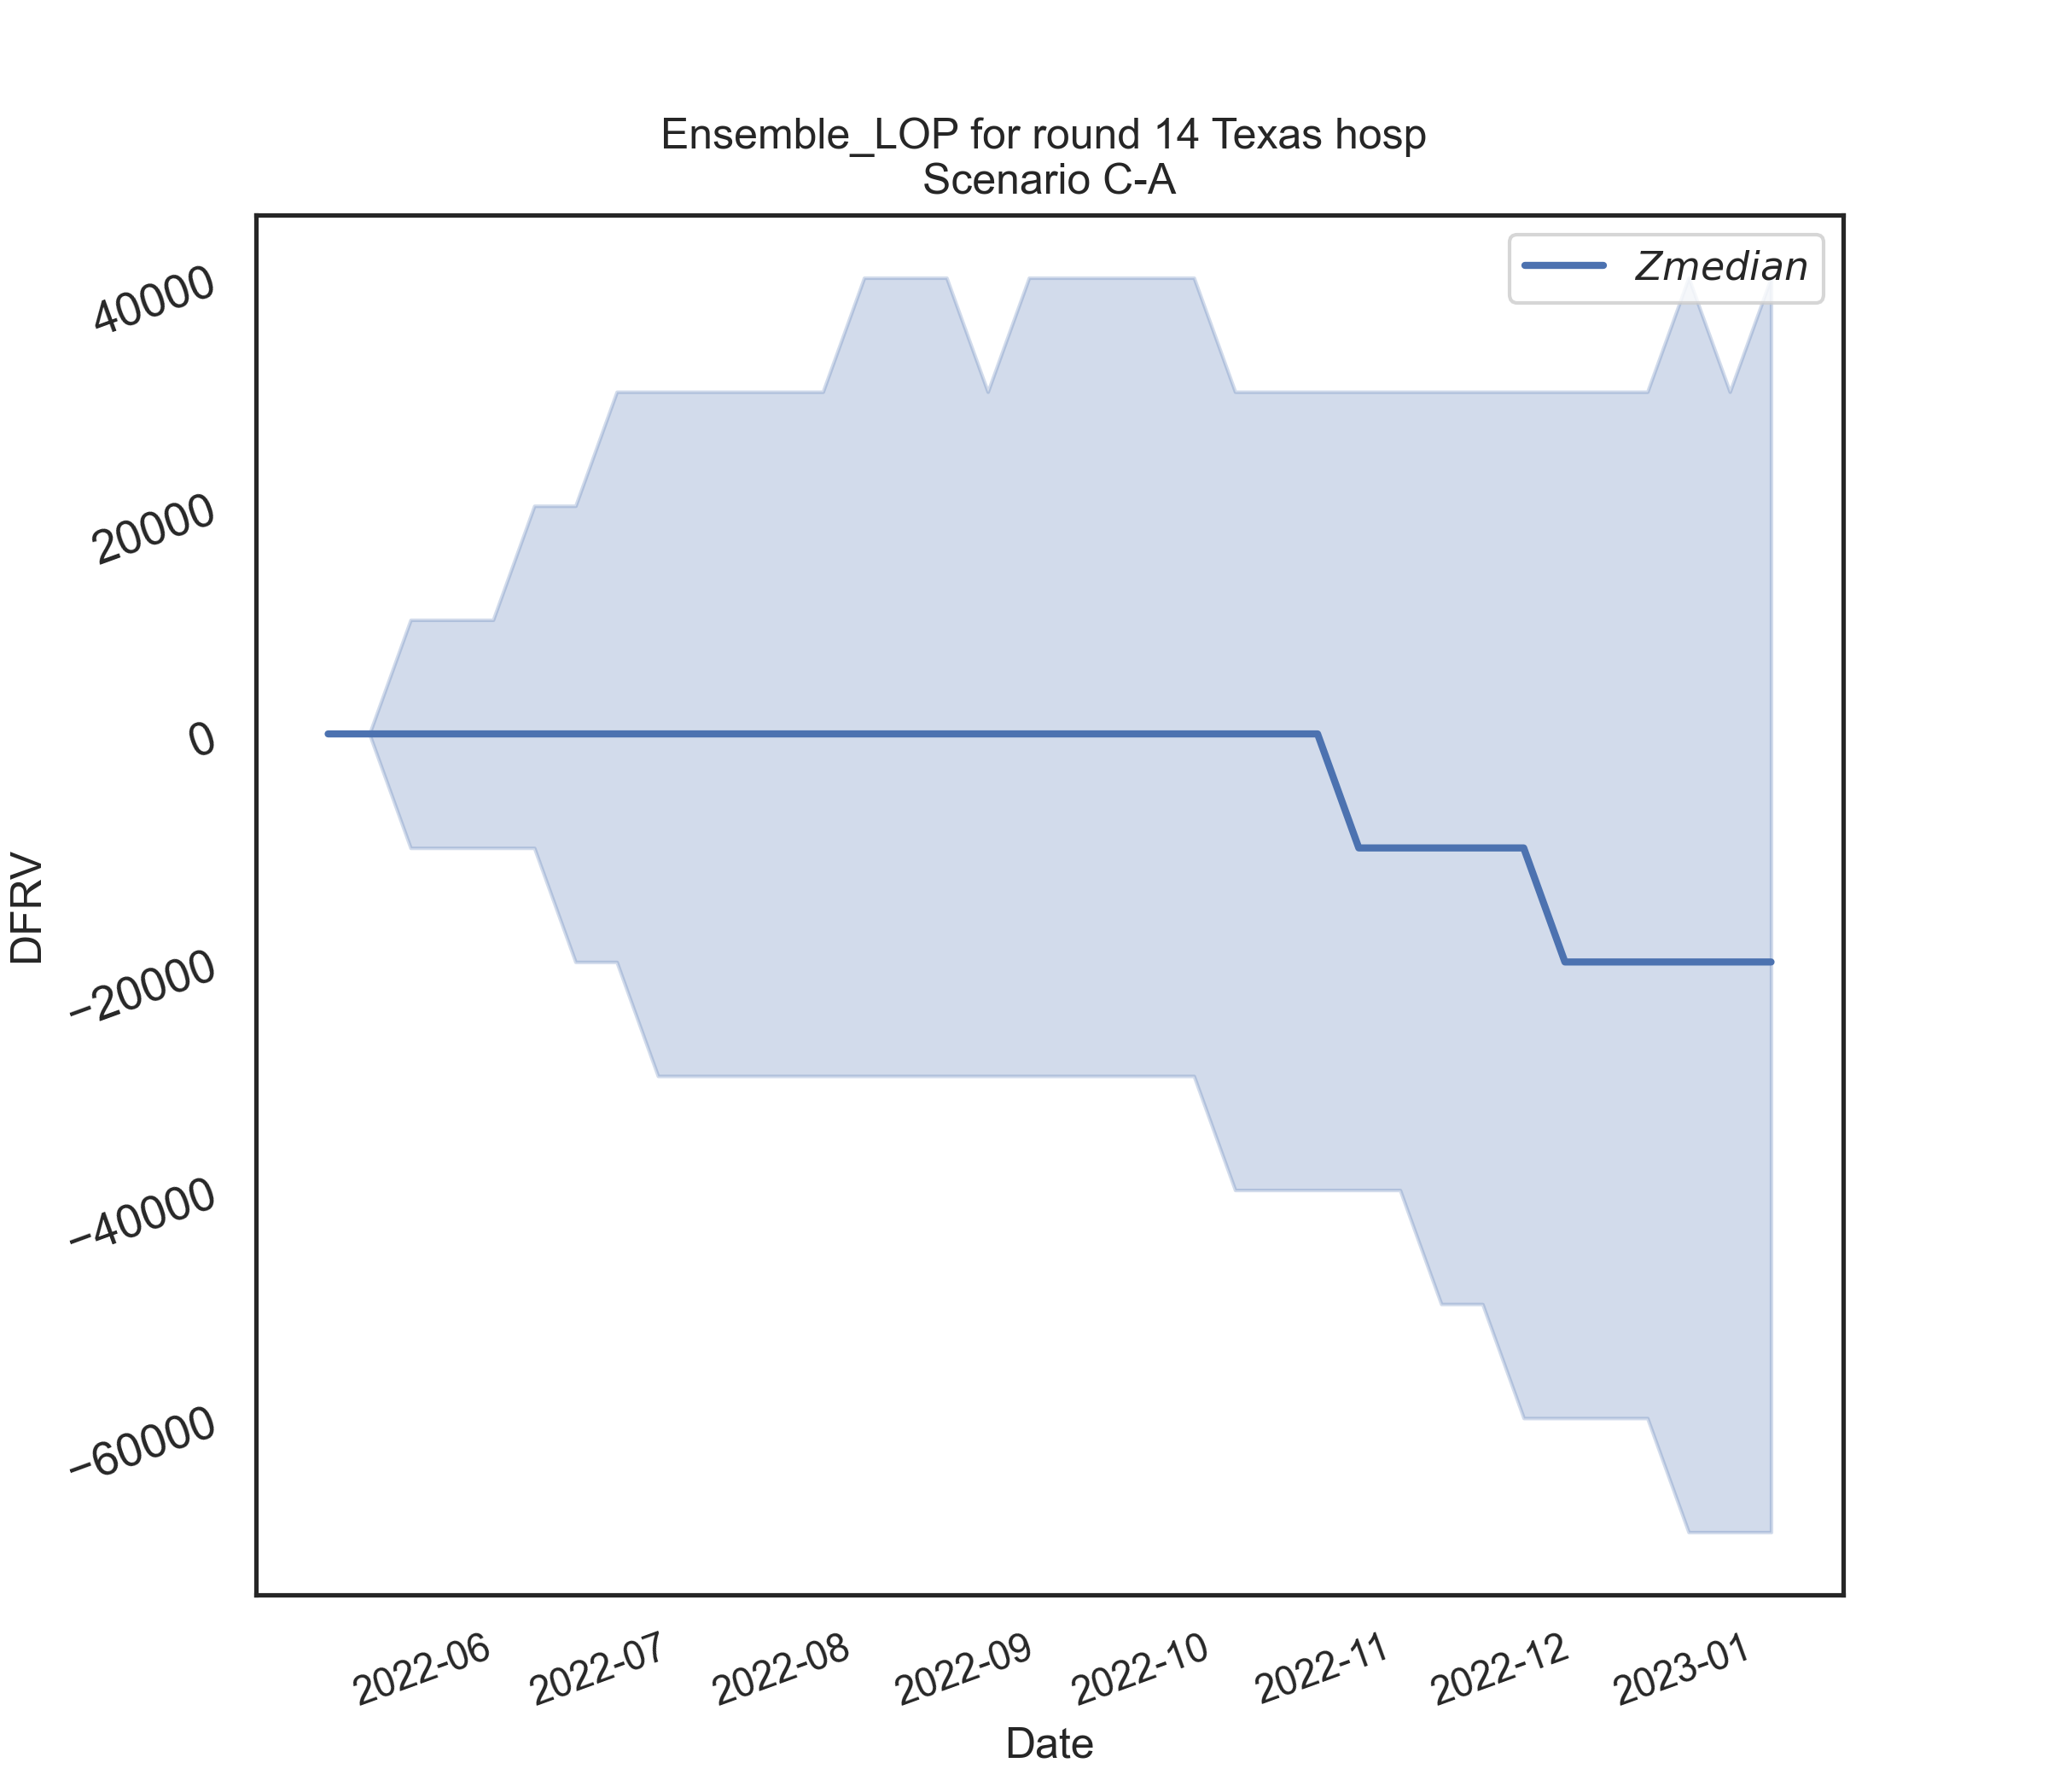 Ensemble_LOP for round 14 Texas hosp
Scenario C-A
Zmedian
40000
20000
0
−20000
−40000
−60000
DFRV
2022-06
2022-07
2022-08
2022-09
2022-10
2022-11
2022-12
2023-01
Date